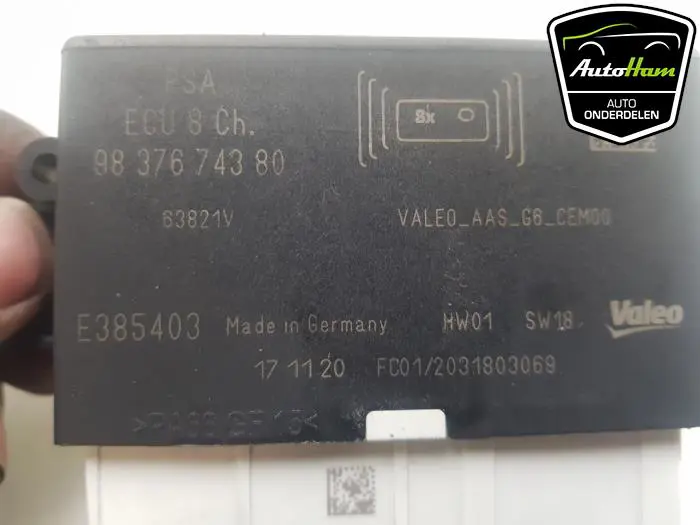 AutoHam
AUTO
ONDERDELEN
PSA
ECU 8 Ch.
98 376 743 80
8x
63821V
VALEO_AAS_G6_CEM00
E385403
Made in Germany
HW01
SW18
Valeo
17 11 20
FC01/2031803069